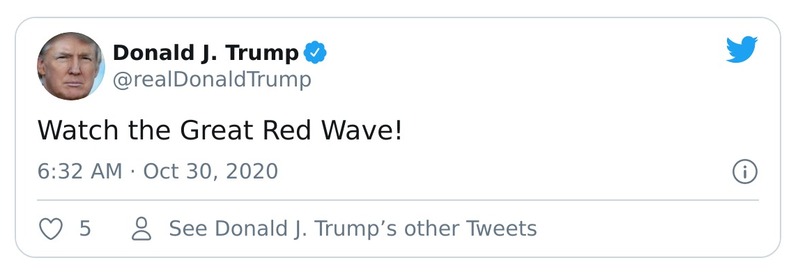 Donald J. Trump
@realDonaldTrump
Watch the Great Red Wave!
6:32 AM · Oct 30, 2020
5
See Donald J. Trump’s other Tweets